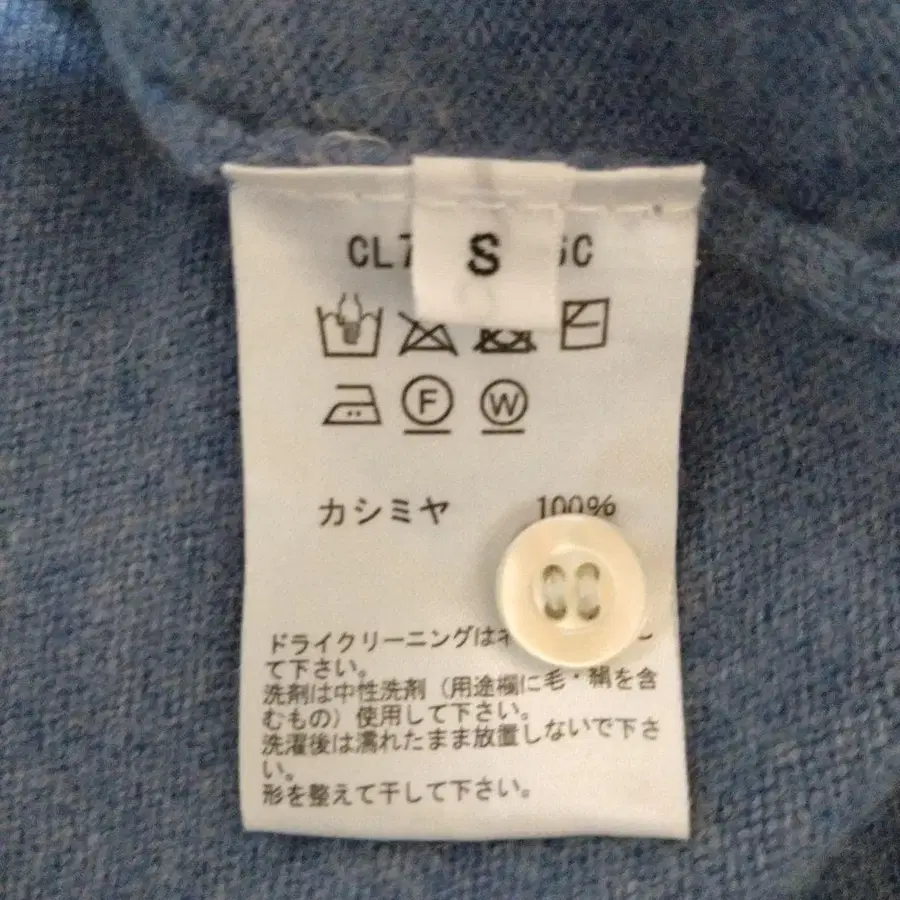 S
CL7 6C
F W
カシミヤ 100%
ドライクリーニングは
て下さい。
洗剤は中性洗剤（用途欄に毛・絹を含
むもの）使用して下さい。
洗濯後は濡れたまま放置しないで下さ
い。
形を整えて干して下さい。